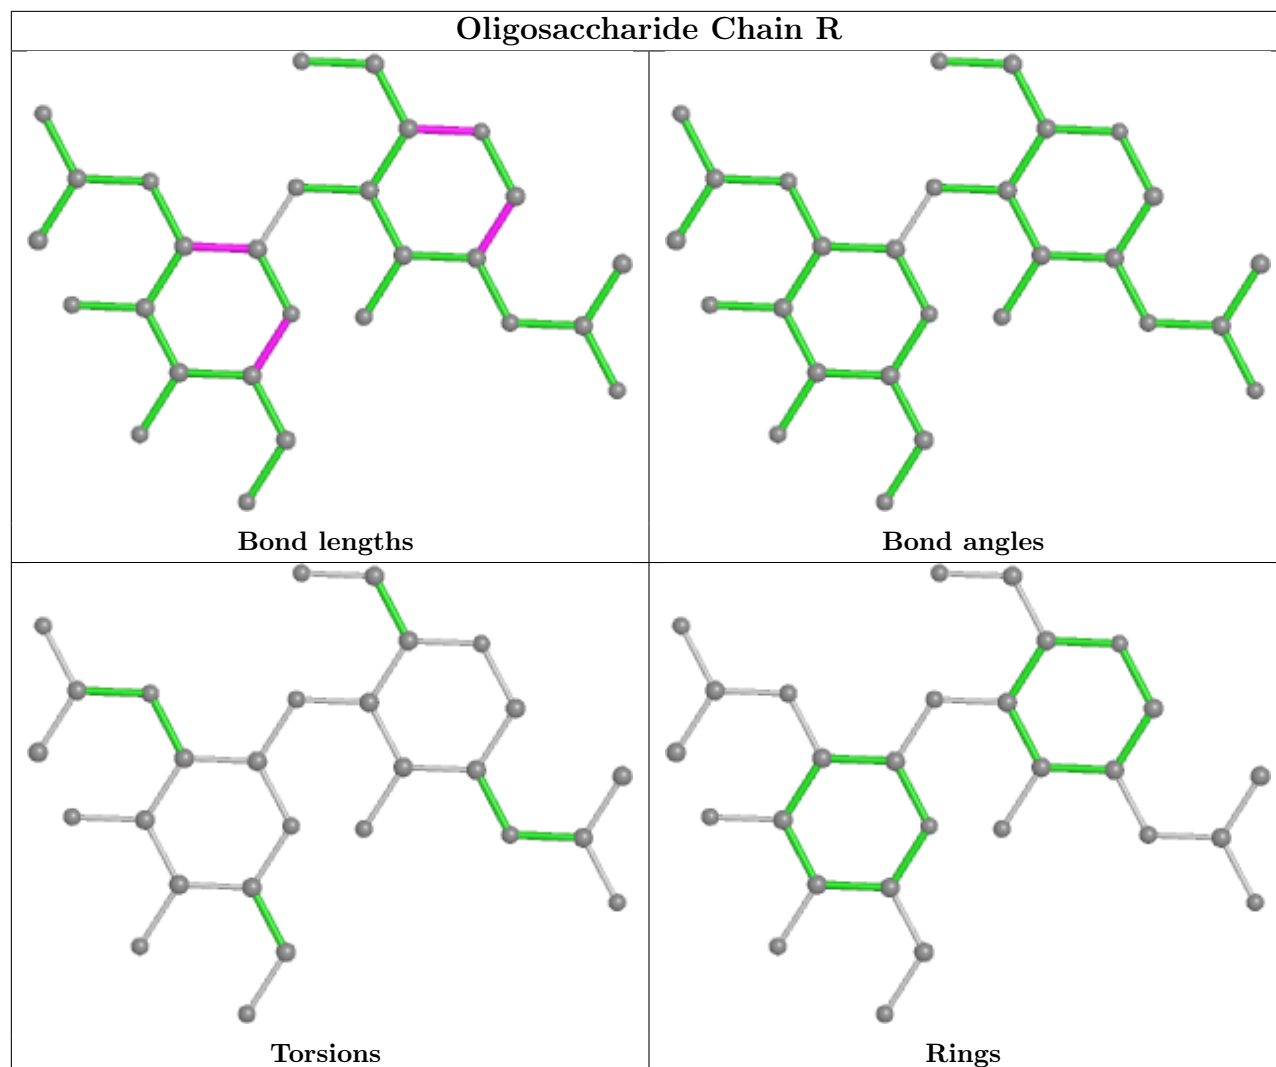 Oligosaccharide Chain R
Bond lengths
Bond angles
Torsions
Rings